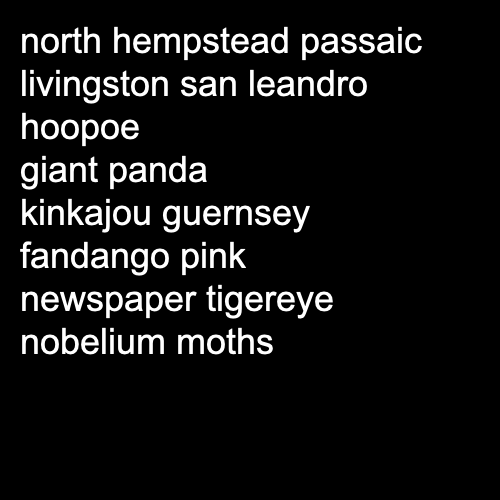 north hempstead passaic
livingston san leandro
hoopoe
giant panda
kinkajou guernsey
fandango pink
newspaper tigereye
nobelium moths